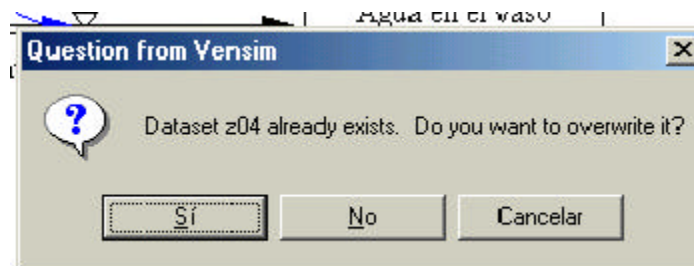 Agua en el vaso
Question from Vensim
Dataset z04 already exists. Do you want to overwrite it?
Sí
No
Cancelar